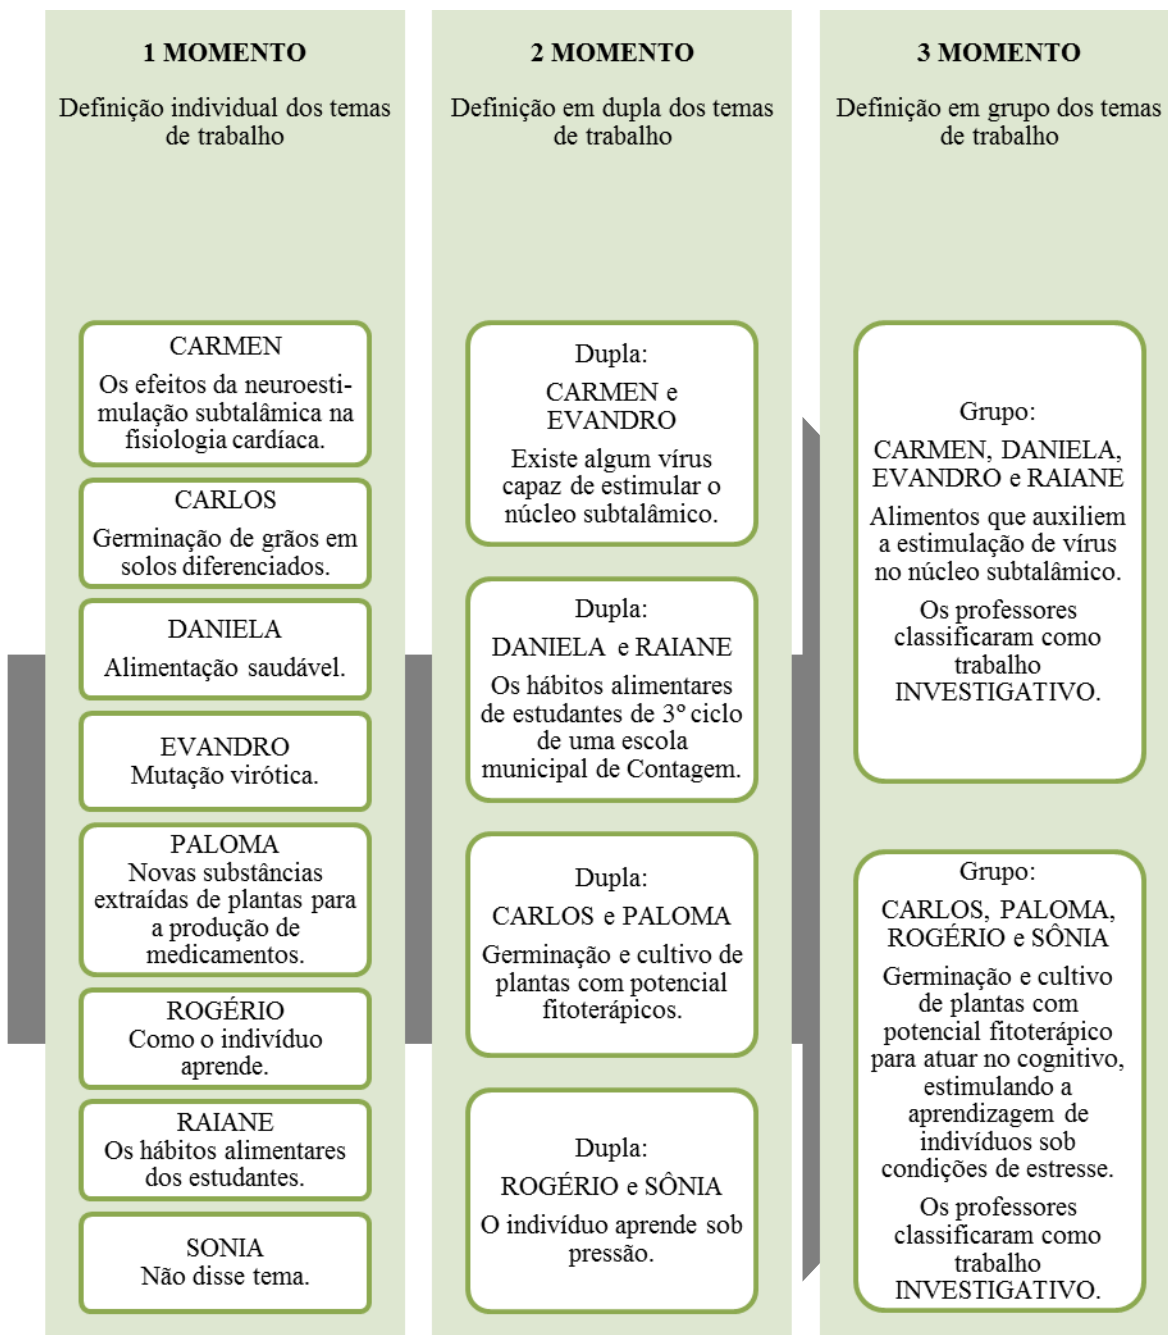 1 MOMENTO
Definição individual dos temas
de trabalho
CARMEN
Os efeitos da neuroesti-
mulação subtalâmica na
fisiologia cardíaca.
CARLOS
Germinação de grãos em
solos diferenciados.
DANIELA
Alimentação saudável.
EVANDRO
Mutação virótica.
PALOMA
Novas substâncias
extraídas de plantas para
a produção de
medicamentos.
ROGÉRIO
Como o indivíduo
aprende.
RAIANE
Os hábitos alimentares
dos estudantes.
SONIA
Não disse tema.
2 MOMENTO
Definição em dupla dos temas
de trabalho
Dupla:
CARMEN e
EVANDRO
Existe algum vírus
capaz de estimular o
núcleo subtalâmico.
Dupla:
DANIELA e RAIANE
Os hábitos alimentares
de estudantes de 3º ciclo
de uma escola
municipal de Contagem.
Dupla:
CARLOS e PALOMA
Germinação e cultivo de
plantas com potencial
fitoterápicos.
Dupla:
ROGÉRIO e SÔNIA
O indivíduo aprende sob
pressão.
3 MOMENTO
Definição em grupo dos temas
de trabalho
Grupo:
CARMEN, DANIELA,
EVANDRO e RAIANE
Alimentos que auxiliem
a estimulação de vírus
no núcleo subtalâmico.
Os professores
classificaram como
trabalho
INVESTIGATIVO.
Grupo:
CARLOS, PALOMA,
ROGÉRIO e SÔNIA
Germinação e cultivo
de plantas com
potencial fitoterápico
para atuar no cognitivo,
estimulando a
aprendizagem de
indivíduos sob
condições de estresse.
Os professores
classificaram como
trabalho
INVESTIGATIVO.